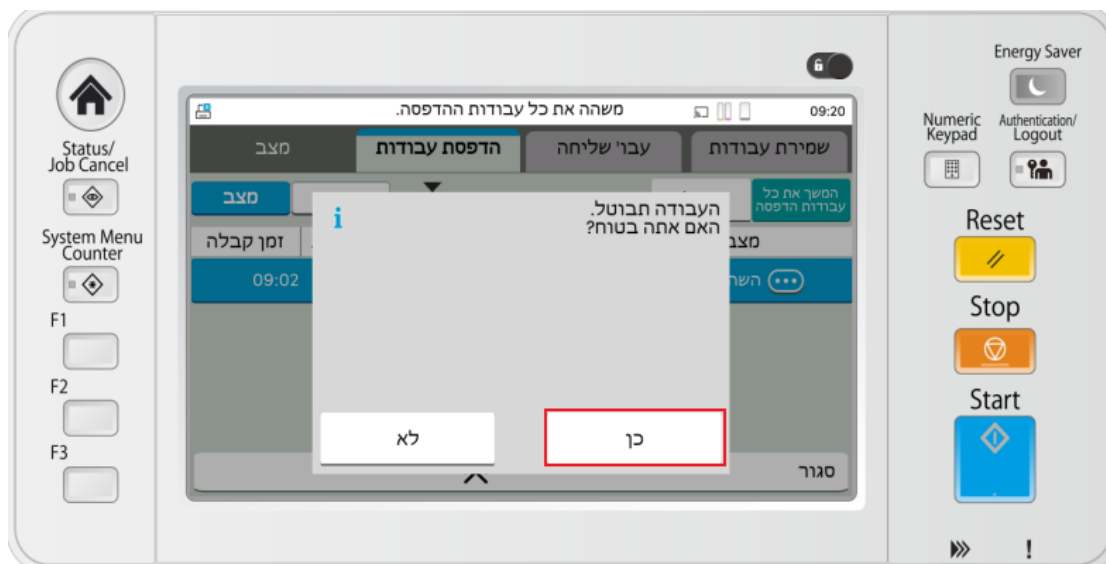 Energy Saver
Numeric
Keypad
Authentication/
Logout
Status/
Job Cancel
System Menu
Counter
F1
F2
F3
Reset
Stop
Start
משהה את כל עבודות ההדפסה.
09:20
שמירת עבודות
עבו' שליחה
הדפסת עבודות
מצב
המשך את כל
עבודות הדפסה
מצב
העבודה תבוטל.
האם אתה בטוח?
מצב
זמן קבלה
09:02
כן
לא
סגור